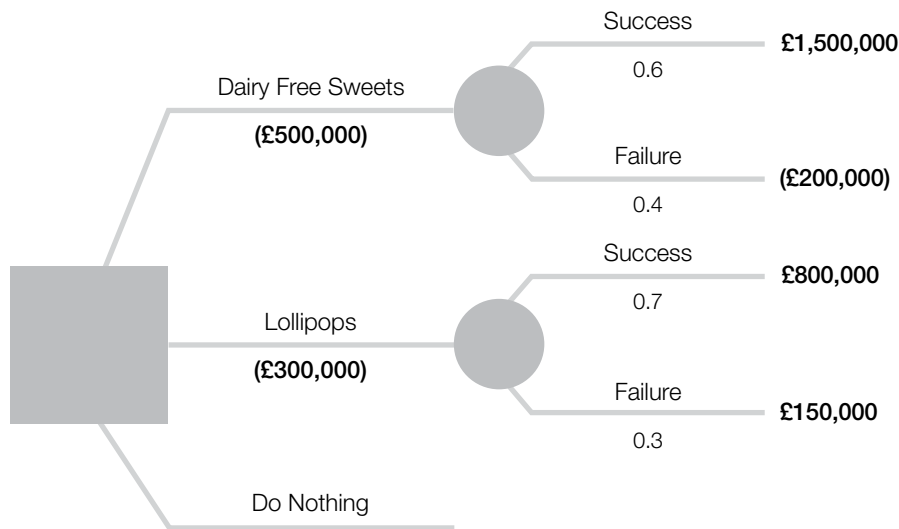 Success
£1,500,000
0.6
Dairy Free Sweets
(£500,000)
Failure
(£200,000)
0.4
Success
£800,000
0.7
Lollipops
(£300,000)
Failure
£150,000
0.3
Do Nothing